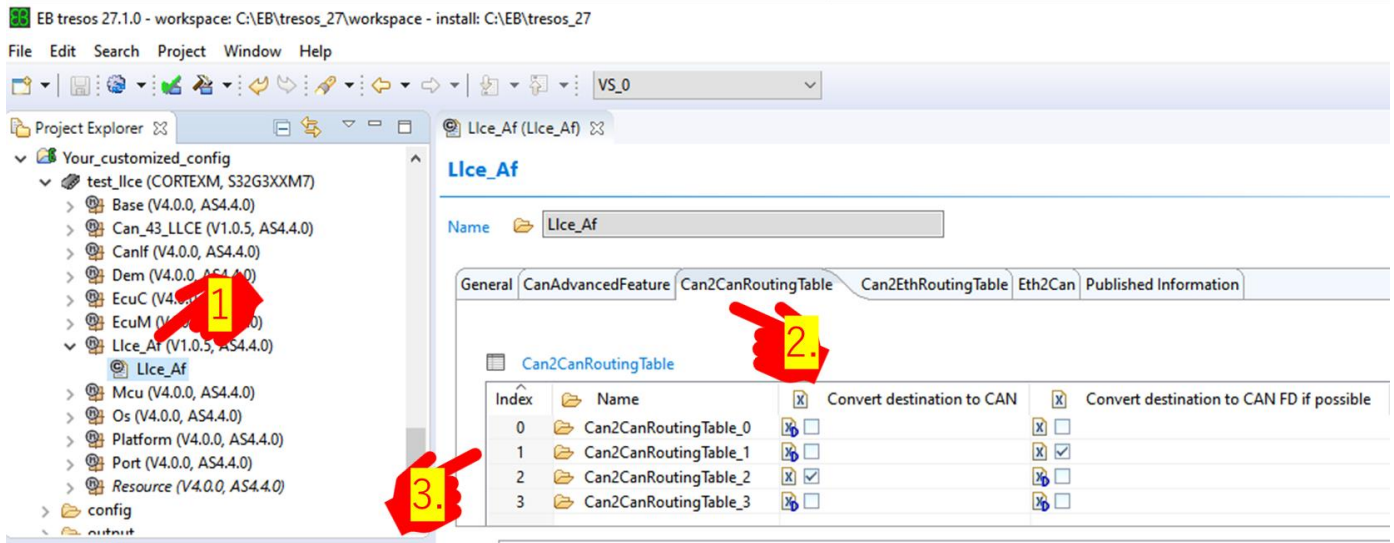 EB tresos 27.1.0 - workspace: C:\EB\tresos_27\workspace - install: C:\EB\tresos_27
File Edit Search Project Window Help
VS_0
Project Explorer
Your_customized_config
test_llce (CORTEXM, S32G3XXM7)
Base (V4.0.0, AS4.4.0)
Can_43_LLCE (V1.0.5, AS4.4.0)
CanIf (V4.0.0, AS4.4.0)
Dem (V4.0.0, AS4.4.0)
EcuC (V4.0.0
EcuM (V
0)
Llce_Af (V1.0.5, AS4.4.0)
Llce_Af
Mcu (V4.0.0, AS4.4.0)
Os (V4.0.0, AS4.4.0)
Platform (V4.0.0, AS4.4.0)
Port (V4.0.0, AS4.4.0)
Resource (V4.0.0, AS4.4.0)
config
output
1
Llce_Af (Llce_Af)
Llce_Af
Name Llce_Af
General CanAdvancedFeature Can2CanRoutingTable Can2EthRoutingTable Eth2Can Published Information
2.
Can2CanRoutingTable
Index Name Convert destination to CAN Convert destination to CAN FD if possible
0 Can2CanRoutingTable_0
1 Can2CanRoutingTable_1
2 Can2CanRoutingTable_2
3 Can2CanRoutingTable_3
3.